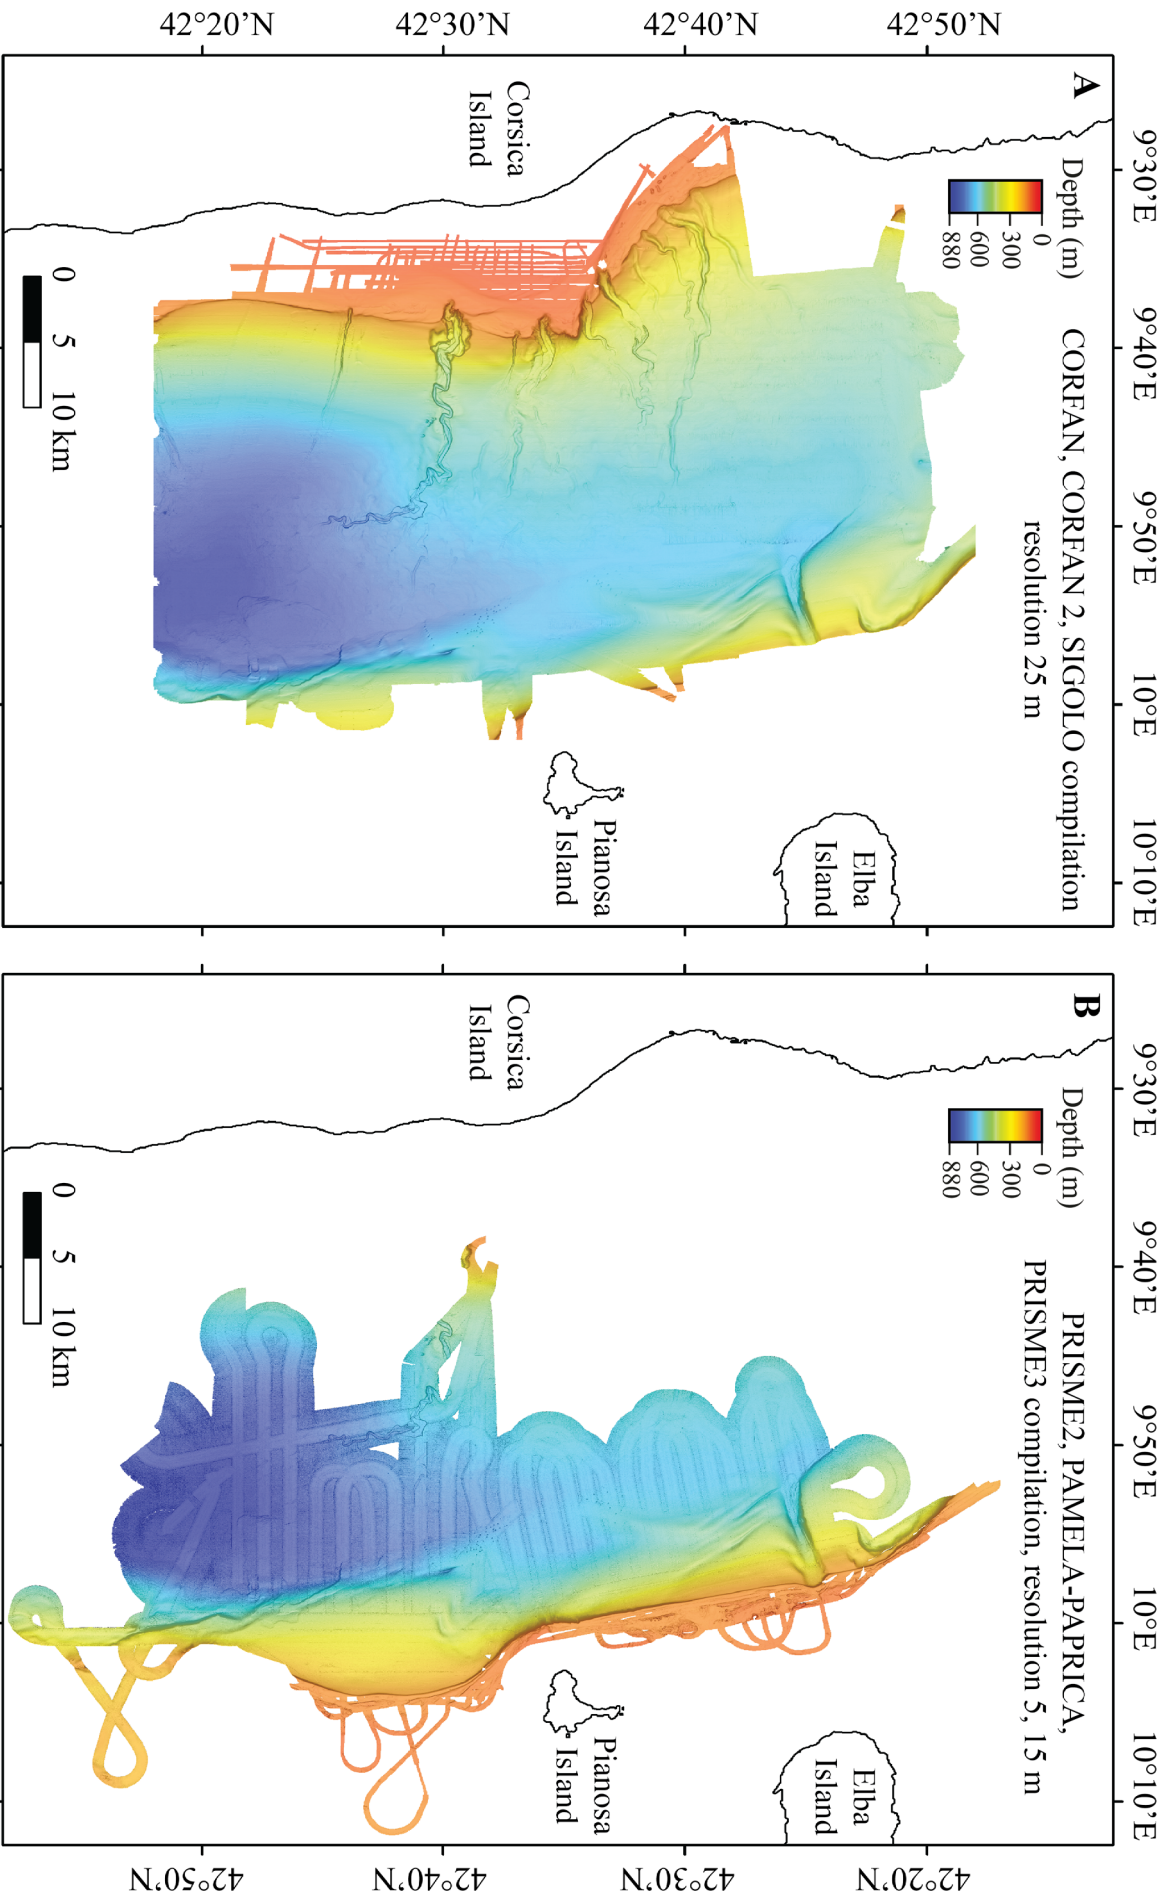 9°30’E
9°40’E
9°50’E
10°E
10°10’E
A
Depth (m)
0
300
600
880
CORFAN, CORFAN 2, SIGOLO compilation
resolution 25 m
42°50’N
42°40’N
42°30’N
42°20’N
Elba
Island
Pianosa
Island
Corsica
Island
0
5
10 km
9°30’E
9°40’E
9°50’E
10°E
10°10’E
B
Depth (m)
0
300
600
880
PRISME2, PAMELA-PAPRICA,
PRISME3 compilation, resolution 5, 15 m
Elba
Island
Pianosa
Island
Corsica
Island
0
5
10 km
42°20’N
42°30’N
42°40’N
42°50’N